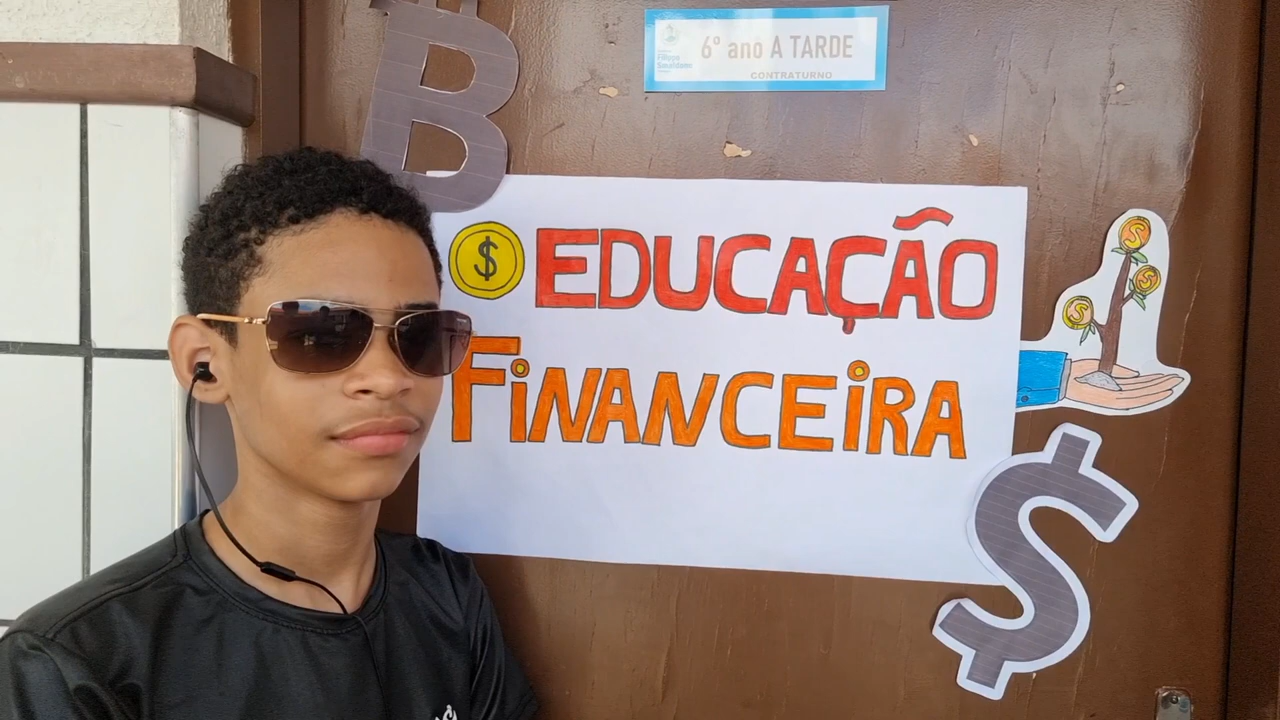 6º ano A TARDE
CONTRATURNO
EDUCAÇÃO
FiNANCEiRA